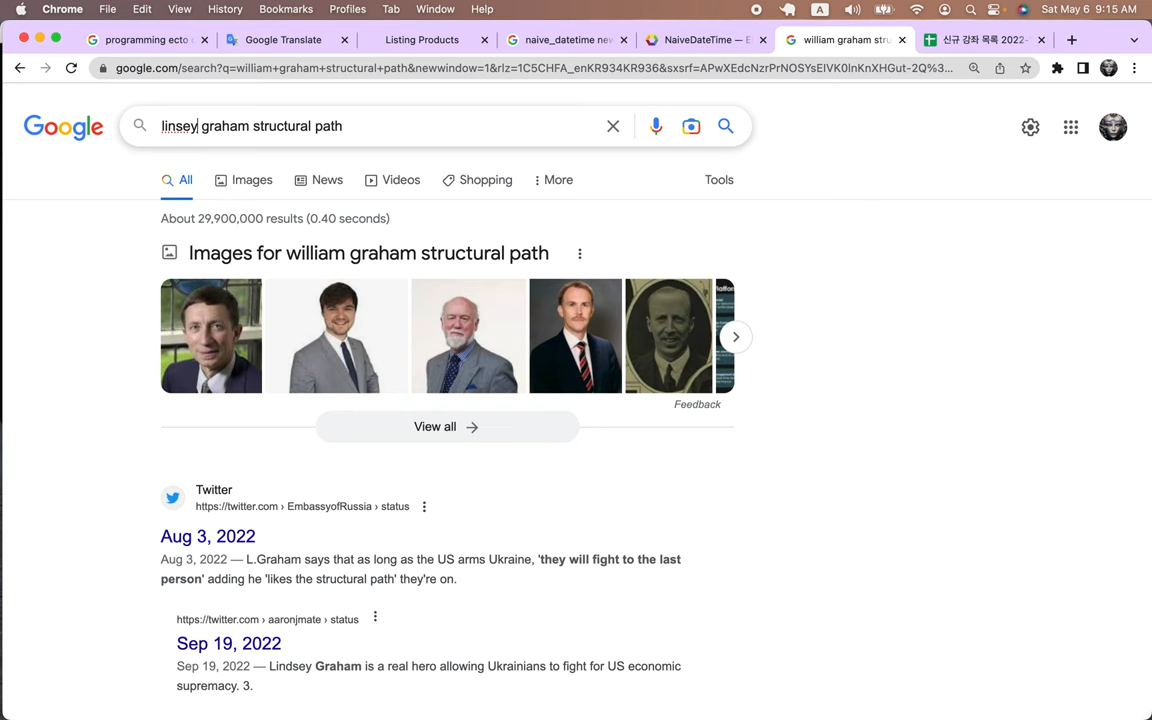 Chrome File Edit View History Bookmarks Profiles Tab Window Help A Sat May 6 9:15 AM
programming ecto Google Translate Listing Products naive_datetime new NaiveDateTime — E william graham stru 신규 강좌 목록 2022-
google.com/search?q=william+graham+structural+path&newwindow=1&rlz=1C5CHFA_enKR934KR936&sxsrf=APwXEdcNzrPrNOSYsEIVK0lnKnXHGut-2Q%3...
Google linsey graham structural path
All Images News Videos Shopping More Tools
About 29,900,000 results (0.40 seconds)
Images for william graham structural path
Feedback
View all
Twitter
https://twitter.com › EmbassyofRussia › status
Aug 3, 2022
Aug 3, 2022 — L.Graham says that as long as the US arms Ukraine, 'they will fight to the last
person' adding he 'likes the structural path' they're on.
https://twitter.com › aaronjmate › status
Sep 19, 2022
Sep 19, 2022 — Lindsey Graham is a real hero allowing Ukrainians to fight for US economic
supremacy. 3.